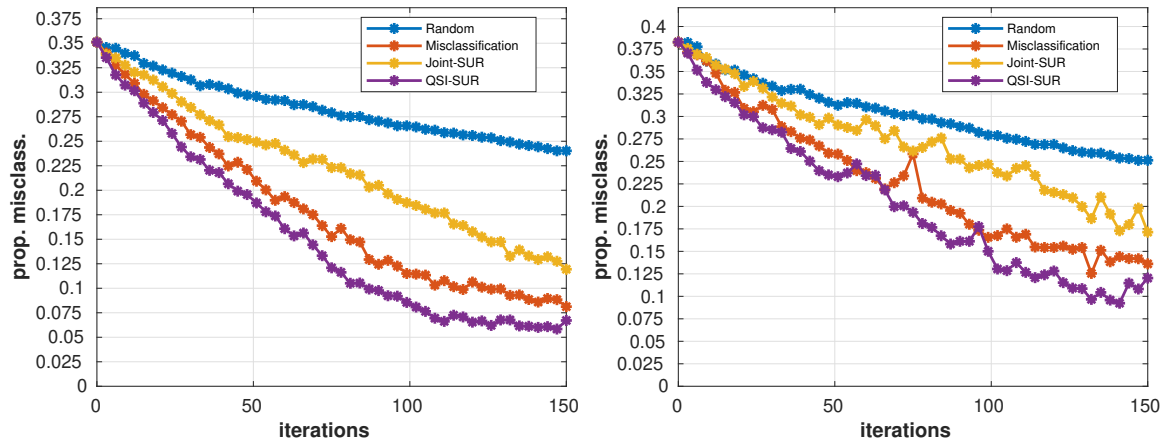 prop. misclass.
0.375
0.35
0.325
0.3
0.275
0.25
0.225
0.2
0.175
0.15
0.125
0.1
0.075
0.05
0.025
0
Random
Misclassification
Joint-SUR
QSI-SUR
0 50 100 150
iterations
prop. misclass.
0.4
0.375
0.35
0.325
0.3
0.275
0.25
0.225
0.2
0.175
0.15
0.125
0.1
0.075
0.05
0.025
0
Random
Misclassification
Joint-SUR
QSI-SUR
0 50 100 150
iterations